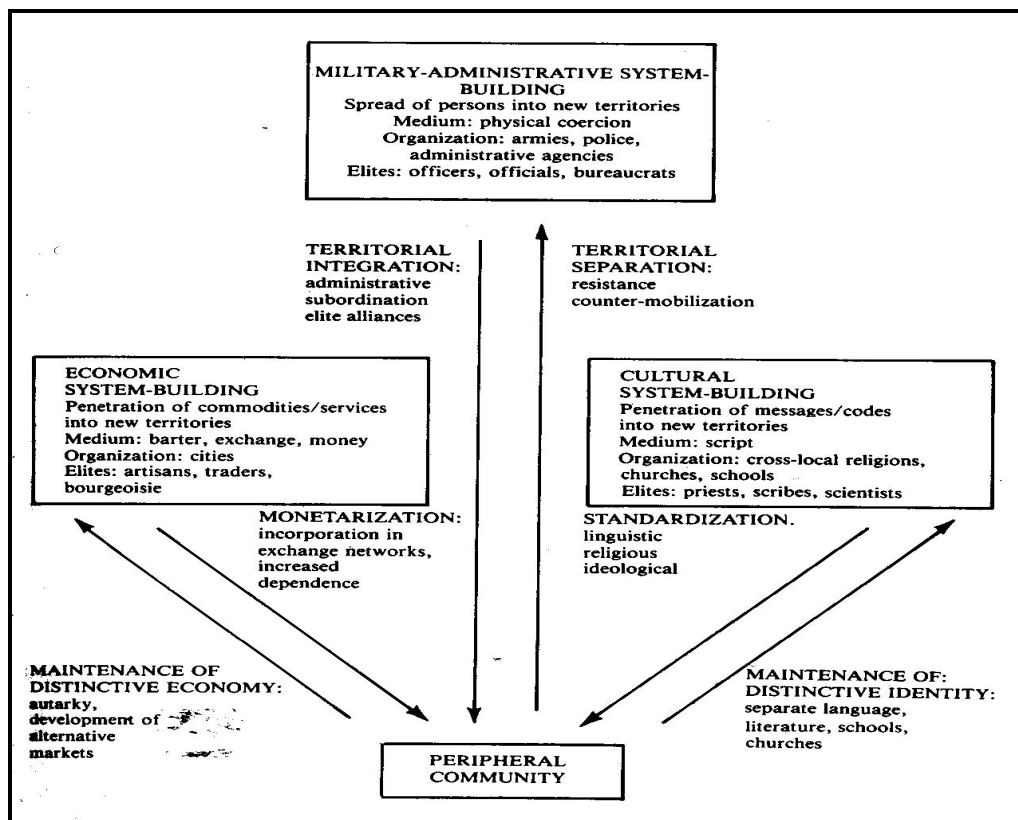 MILITARY-ADMINISTRATIVE SYSTEM-
BUILDING
Spread of persons into new territories
Medium: physical coercion
Organization: armies, police,
administrative agencies
Elites: officers, officials, bureaucrats
TERRITORIAL
INTEGRATION:
administrative
subordination
elite alliances
TERRITORIAL
SEPARATION:
resistance
counter-mobilization
ECONOMIC
SYSTEM-BUILDING
Penetration of commodities/services
into new territories
Medium: barter, exchange, money
Organization: cities
Elites: artisans, traders,
bourgeoisie
CULTURAL
SYSTEM-BUILDING
Penetration of messages/codes
into new territories
Medium: script
Organization: cross-local religions,
churches, schools
Elites: priests, scribes, scientists
MONETARIZATION:
incorporation in
exchange networks,
increased
dependence
STANDARDIZATION.
linguistic
religious
ideological
MAINTENANCE OF
DISTINCTIVE ECONOMY:
autarky,
development of
alternative
markets
MAINTENANCE OF:
DISTINCTIVE IDENTITY:
separate language,
literature, schools,
churches
PERIPHERAL
COMMUNITY